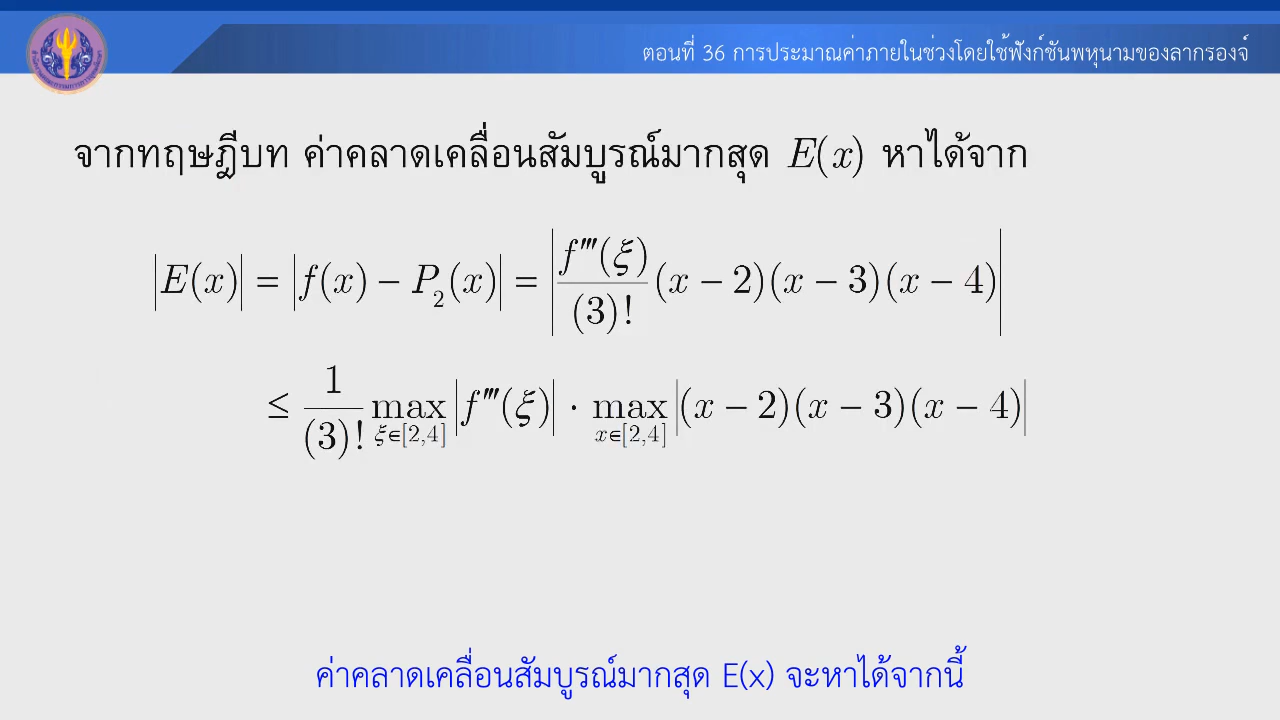 ตอนที่ 36 การประมาณค่าภายในช่วงโดยใช้ฟังก์ชันพหุนามของลากรองจ์
จากทฤษฎีบท ค่าคลาดเคลื่อนสัมบูรณ์มากสุด E(x) หาได้จาก
|E(x)| = |f(x) − P₂(x)| = |f‴(ξ)/(3)! (x − 2)(x − 3)(x − 4)|
≤ 1/(3)! max_{ξ∈[2,4]} |f‴(ξ)| · max_{x∈[2,4]} |(x − 2)(x − 3)(x − 4)|
ค่าคลาดเคลื่อนสัมบูรณ์มากสุด E(x) จะหาได้จากนี้